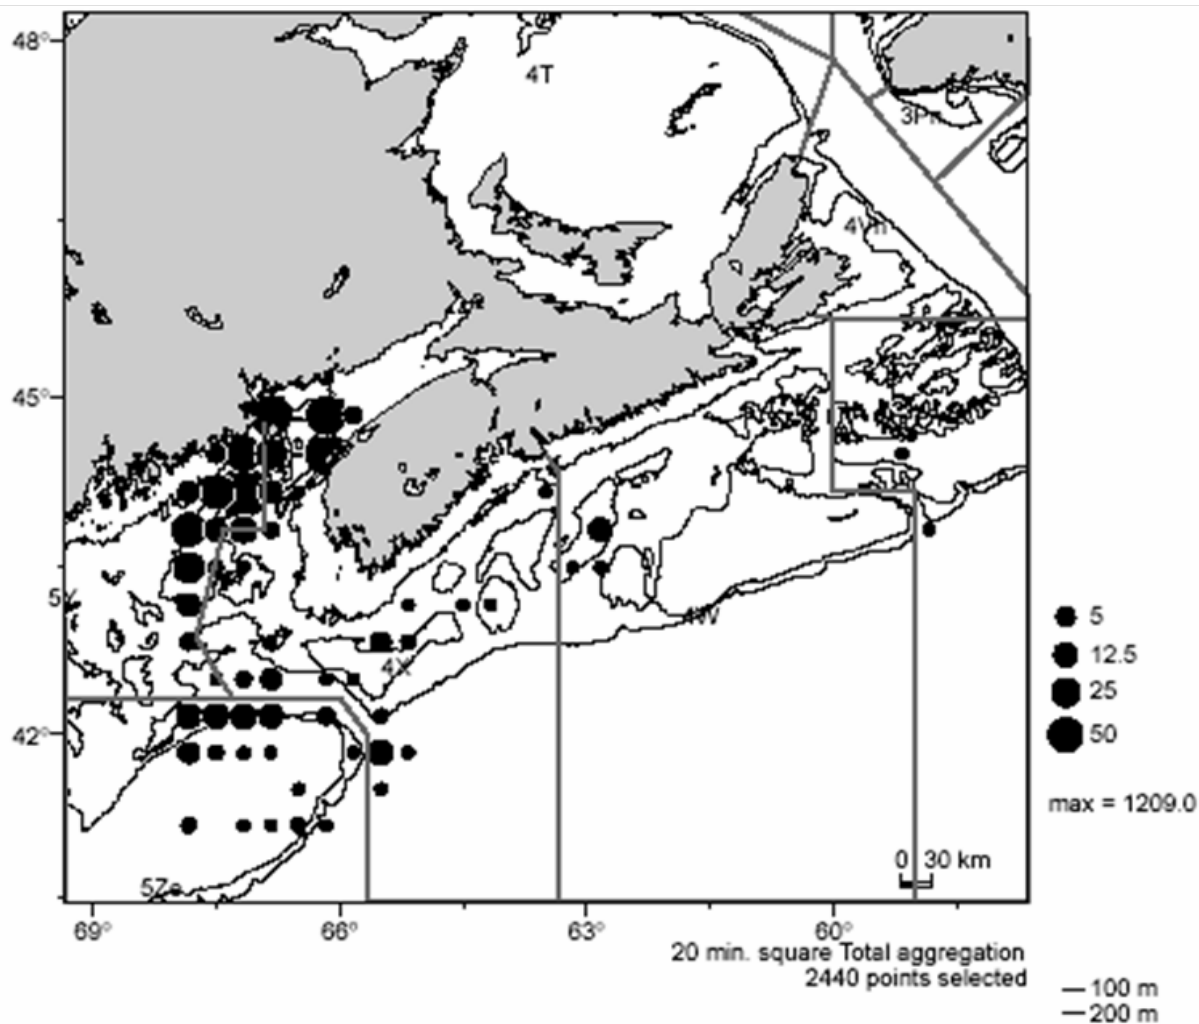 48°
4T
3Pn
4Vn
45°
5Y
4W
4X
5
12.5
25
50
42°
max = 1209.0
0 30 km
5Ze
69° 66° 63° 60°
20 min. square Total aggregation
2440 points selected
100 m
200 m